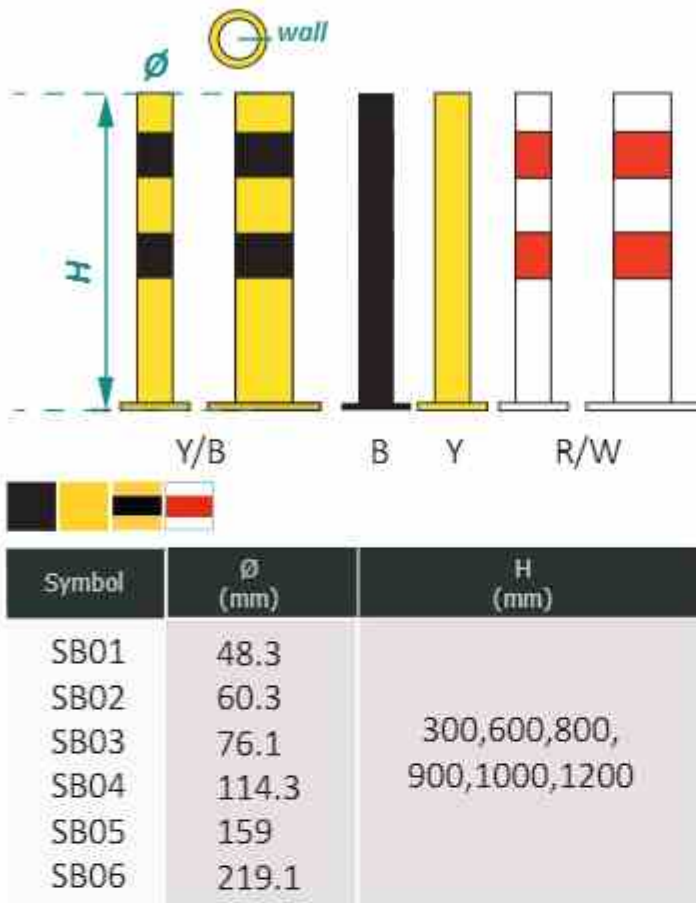 wall
Ø
H
Y/B B Y R/W
Symbol Ø (mm) H (mm)
SB01 48.3
SB02 60.3
SB03 76.1
SB04 114.3
SB05 159
SB06 219.1
300,600,800,
900,1000,1200